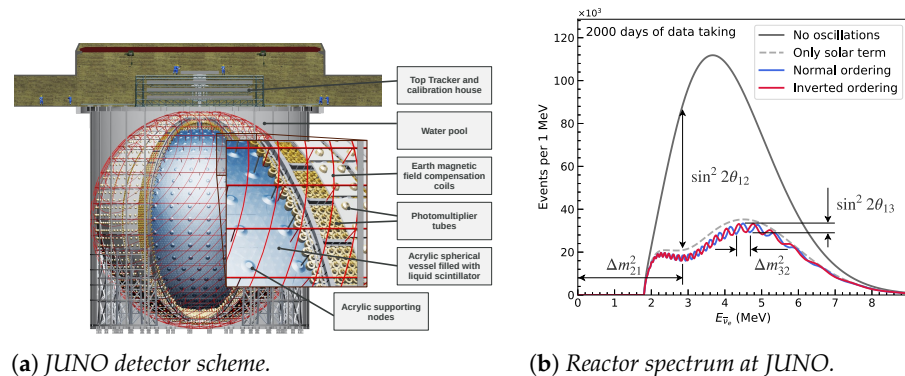 Top Tracker and
calibration house
Water pool
Earth magnetic
field compensation
coils
Photomultiplier
tubes
Acrylic spherical
vessel filled with
liquid scintillator
Acrylic supporting
nodes
(a) JUNO detector scheme.
×10³
2000 days of data taking
No oscillations
Only solar term
Normal ordering
Inverted ordering
Events per 1 MeV
120
100
80
60
40
20
0
sin² 2θ₁₂
sin² 2θ₁₃
Δm²₂₁
Δm²₃₂
0 1 2 3 4 5 6 7 8
E_ν̄ₑ (MeV)
(b) Reactor spectrum at JUNO.